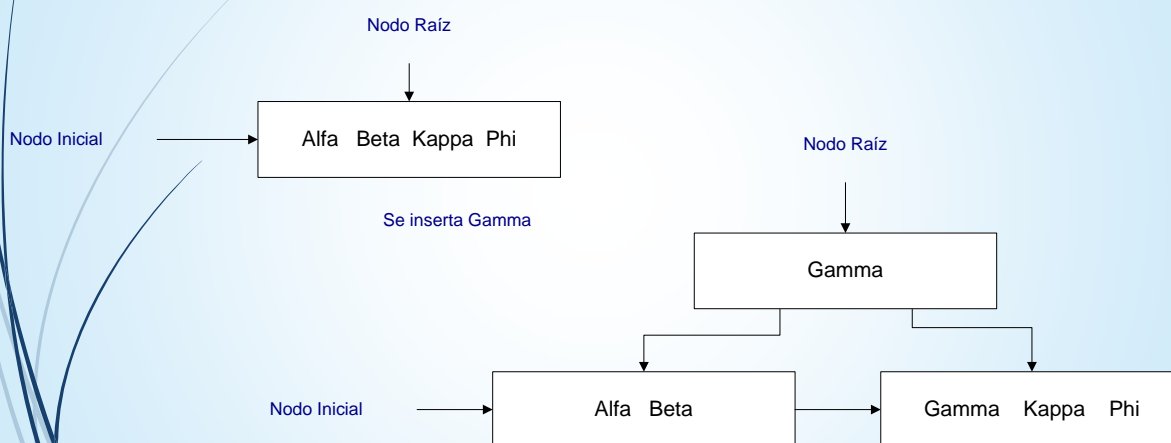 Nodo Raíz
Nodo Inicial
Alfa Beta Kappa Phi
Nodo Raíz
Se inserta Gamma
Gamma
Nodo Inicial
Alfa Beta
Gamma Kappa Phi